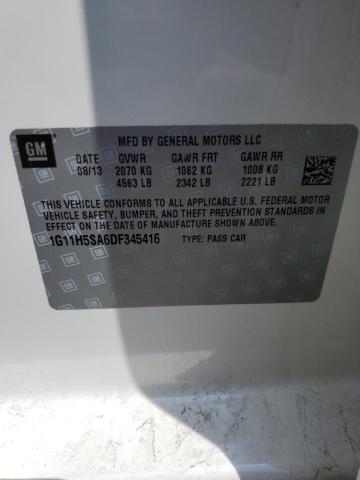 GM
MFD BY GENERAL MOTORS LLC
DATE GVWR GAWR FRT GAWR RR
08/13 2070 KG 1062 KG 1008 KG
4563 LB 2342 LB 2221 LB
THIS VEHICLE CONFORMS TO ALL APPLICABLE U.S. FEDERAL MOTOR
VEHICLE SAFETY, BUMPER, AND THEFT PREVENTION STANDARDS IN
EFFECT ON THE DATE OF MANUFACTURE SHOWN ABOVE.
1G11H5SA6DF345416 TYPE: PASS CAR